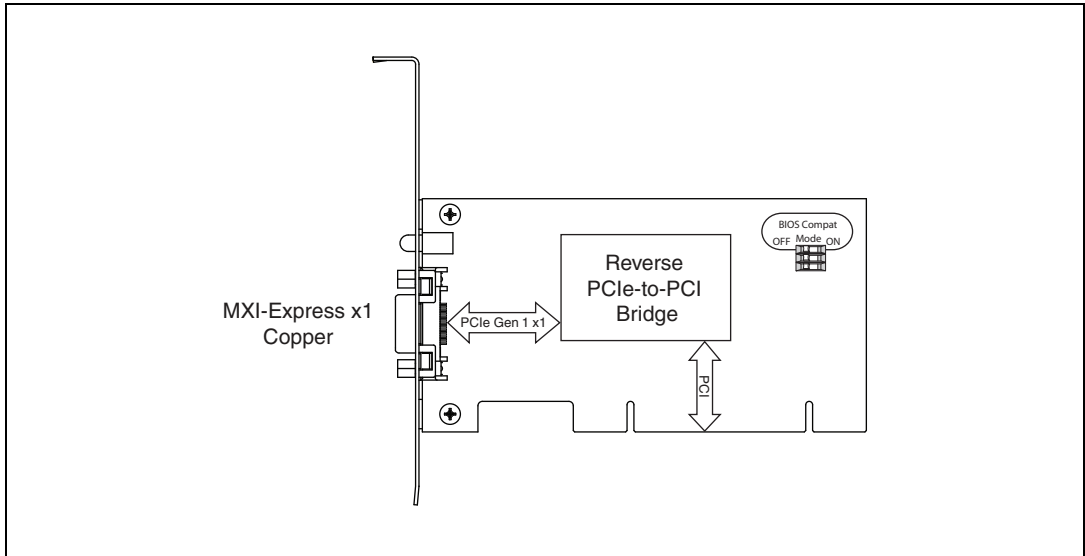 BIOS Compat
OFF Mode ON
Reverse
PCIe-to-PCI
Bridge
MXI-Express x1
Copper
PCIe Gen 1 x1
PCI